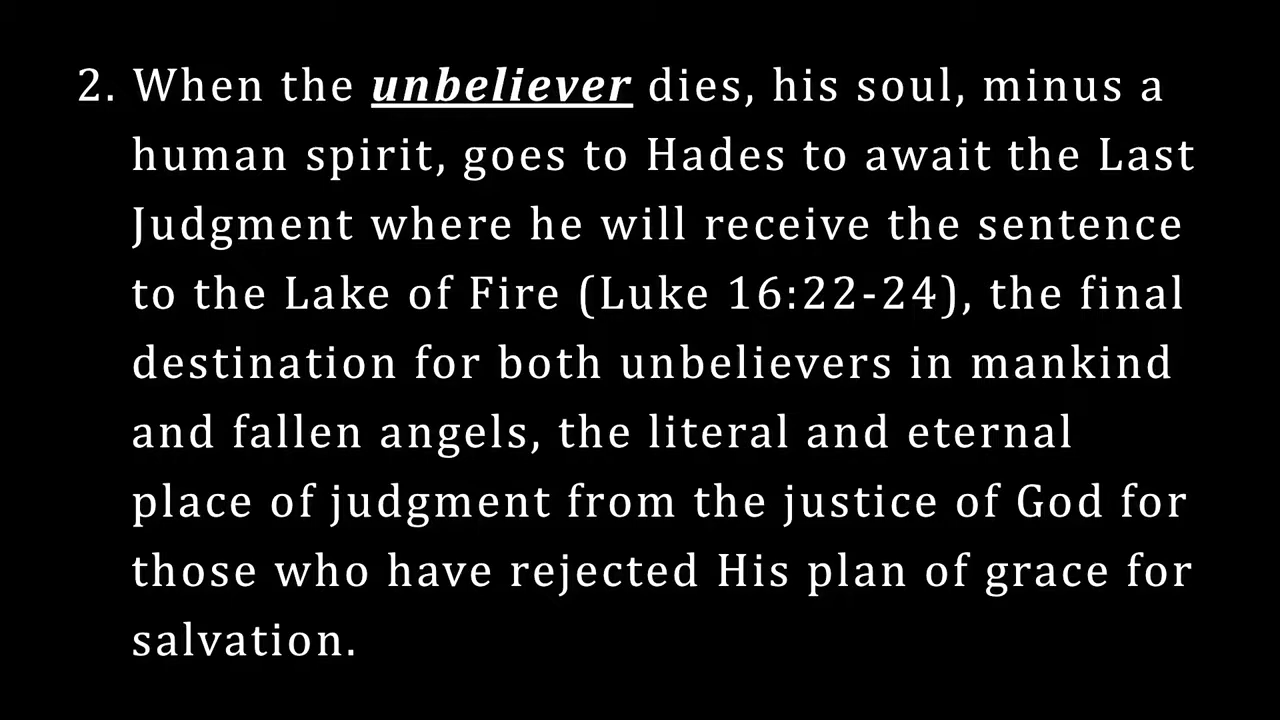 2. When the unbeliever dies, his soul, minus a
human spirit, goes to Hades to await the Last
Judgment where he will receive the sentence
to the Lake of Fire (Luke 16:22-24), the final
destination for both unbelievers in mankind
and fallen angels, the literal and eternal
place of judgment from the justice of God for
those who have rejected His plan of grace for
salvation.